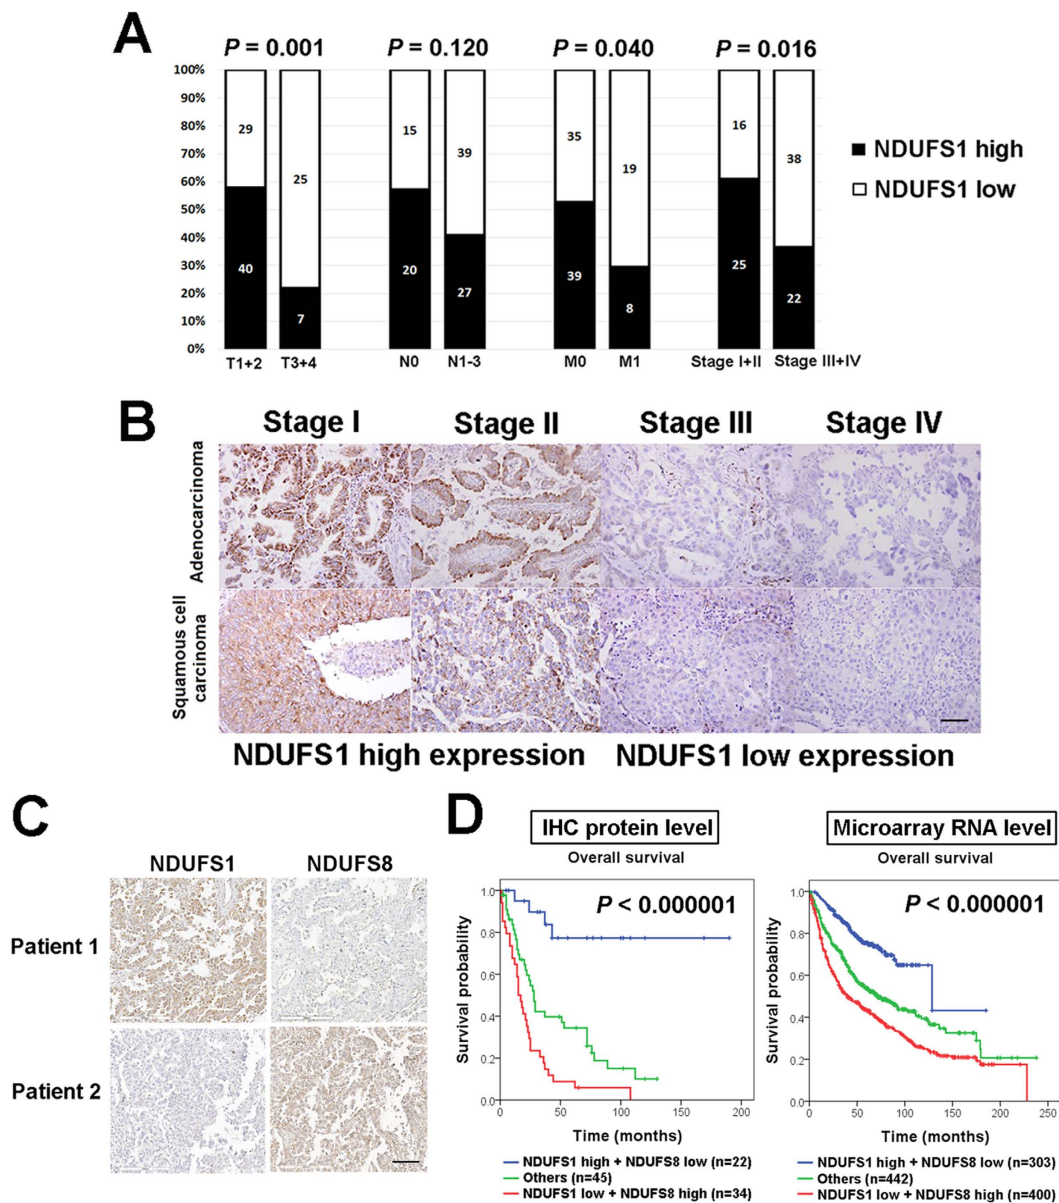 A
P = 0.001 P = 0.120 P = 0.040 P = 0.016
100%
90%
80%
70%
60%
50%
40%
30%
20%
10%
0%
29 25 15 39 35 19 16 38
40 7 20 27 39 8 25 22
T1+2 T3+4 N0 N1-3 M0 M1 Stage I+II Stage III+IV
NDUFS1 high
NDUFS1 low
B
Stage I Stage II Stage III Stage IV
Adenocarcinoma
Squamous cell
carcinoma
NDUFS1 high expression NDUFS1 low expression
C
NDUFS1 NDUFS8
Patient 1
Patient 2
D
IHC protein level
Overall survival
P < 0.000001
Survival probability
1.0
0.8
0.6
0.4
0.2
0.0
0 50 100 150 200
Time (months)
NDUFS1 high + NDUFS8 low (n=22)
Others (n=45)
NDUFS1 low + NDUFS8 high (n=34)
Microarray RNA level
Overall survival
P < 0.000001
Survival probability
1.0
0.8
0.6
0.4
0.2
0.0
0 50 100 150 200 250
Time (months)
NDUFS1 high + NDUFS8 low (n=303)
Others (n=442)
NDUFS1 low + NDUFS8 high (n=400)